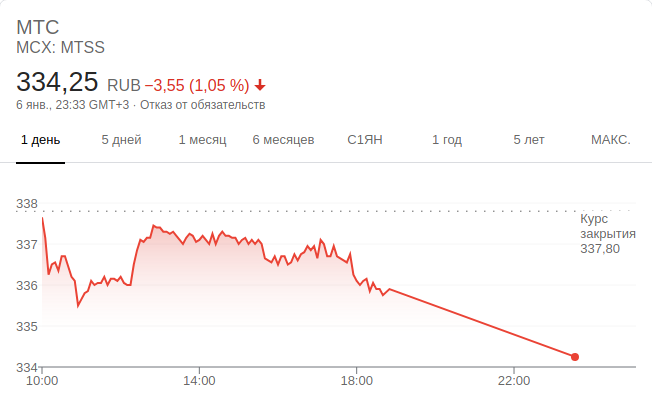 МТС
MCX: MTSS
334,25 RUB −3,55 (1,05 %)
6 янв., 23:33 GMT+3 · Отказ от обязательств
1 день 5 дней 1 месяц 6 месяцев С1ЯН 1 год 5 лет МАКС.
338
Курс
закрытия
337,80
337
336
335
334
10:00 14:00 18:00 22:00